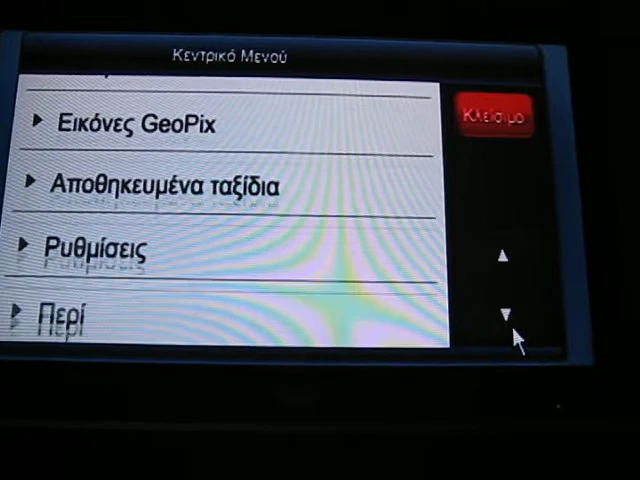 Κεντρικό Μενού
Εικόνες GeoPix
Κλείσιμο
Αποθηκευμένα ταξίδια
Ρυθμίσεις
Περί